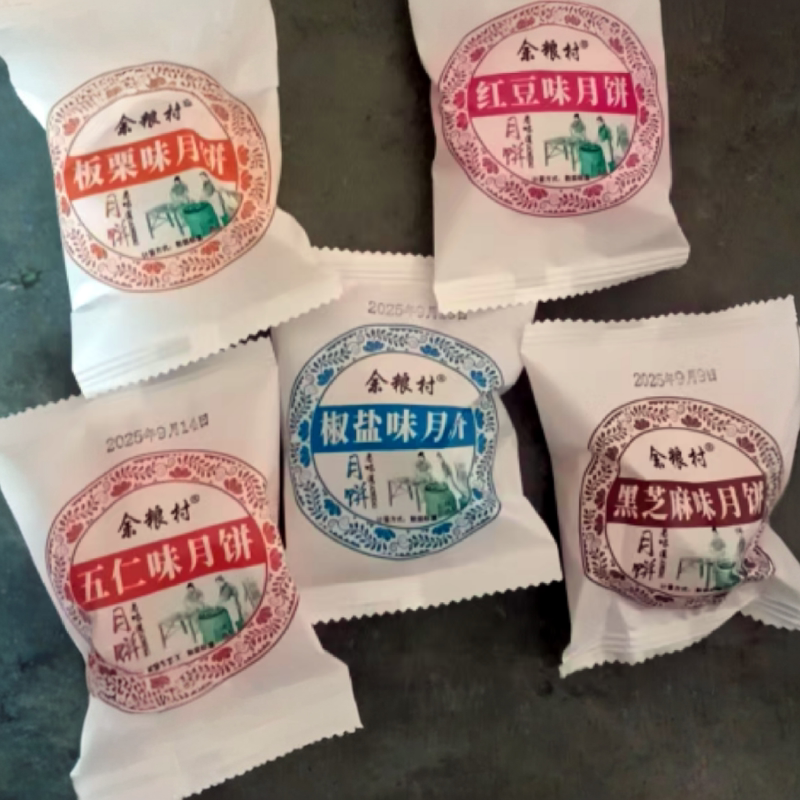 余粮村®
板栗味月饼
月饼
余粮村®
红豆味月饼
月饼
余粮村®
椒盐味月
月饼
2025年9月14日
余粮村®
五仁味月饼
月饼
2025年9月9日
余粮村®
黑芝麻味月饼
月饼